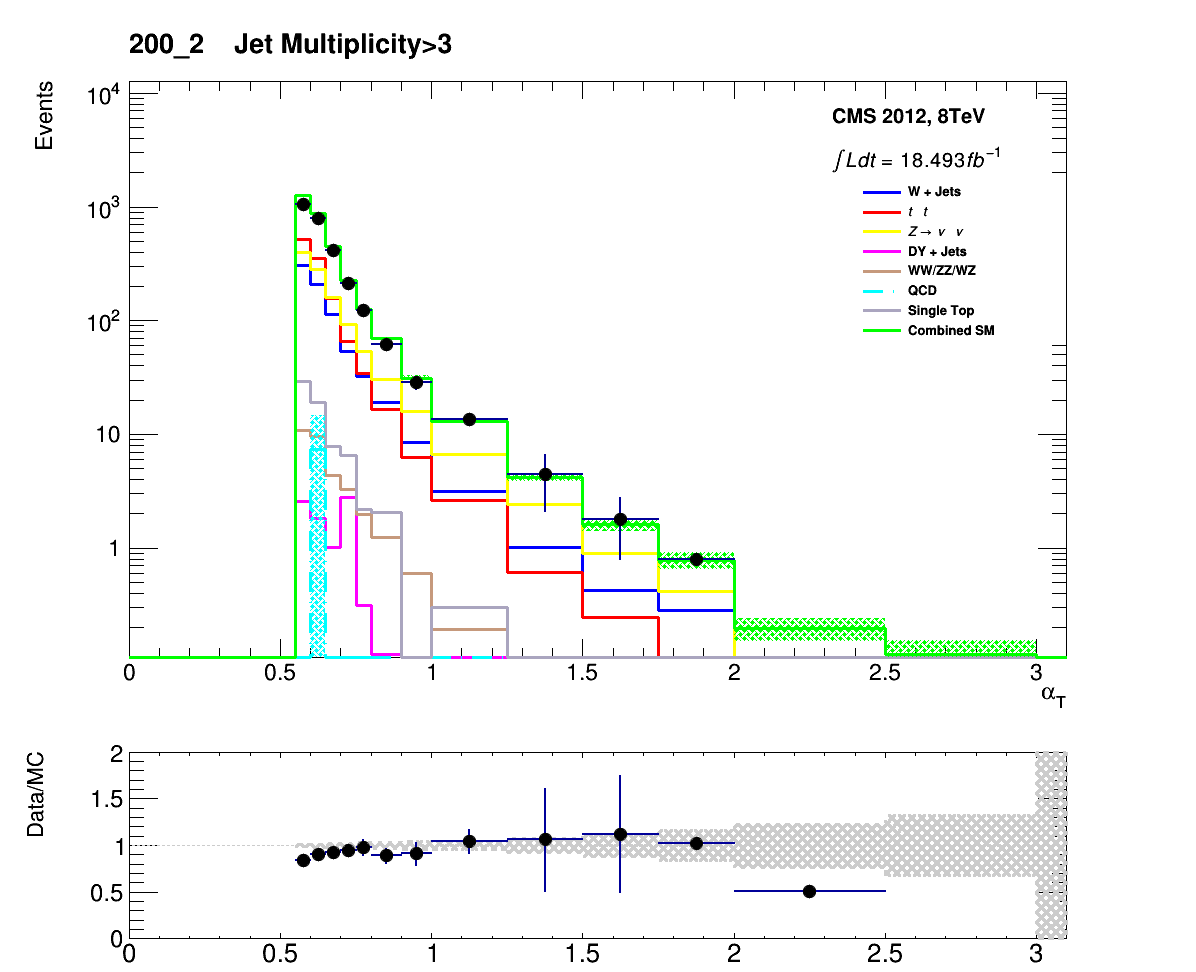 200_2 Jet Multiplicity>3
Events
10⁴
10³
10²
10
1
CMS 2012, 8TeV
∫Ldt = 18.493fb⁻¹
W + Jets
t t
Z→ ν ν
DY + Jets
WW/ZZ/WZ
QCD
Single Top
Combined SM
0 0.5 1 1.5 2 2.5 3
α_T
Data/MC
2
1.5
1
0.5
0
0 0.5 1 1.5 2 2.5 3